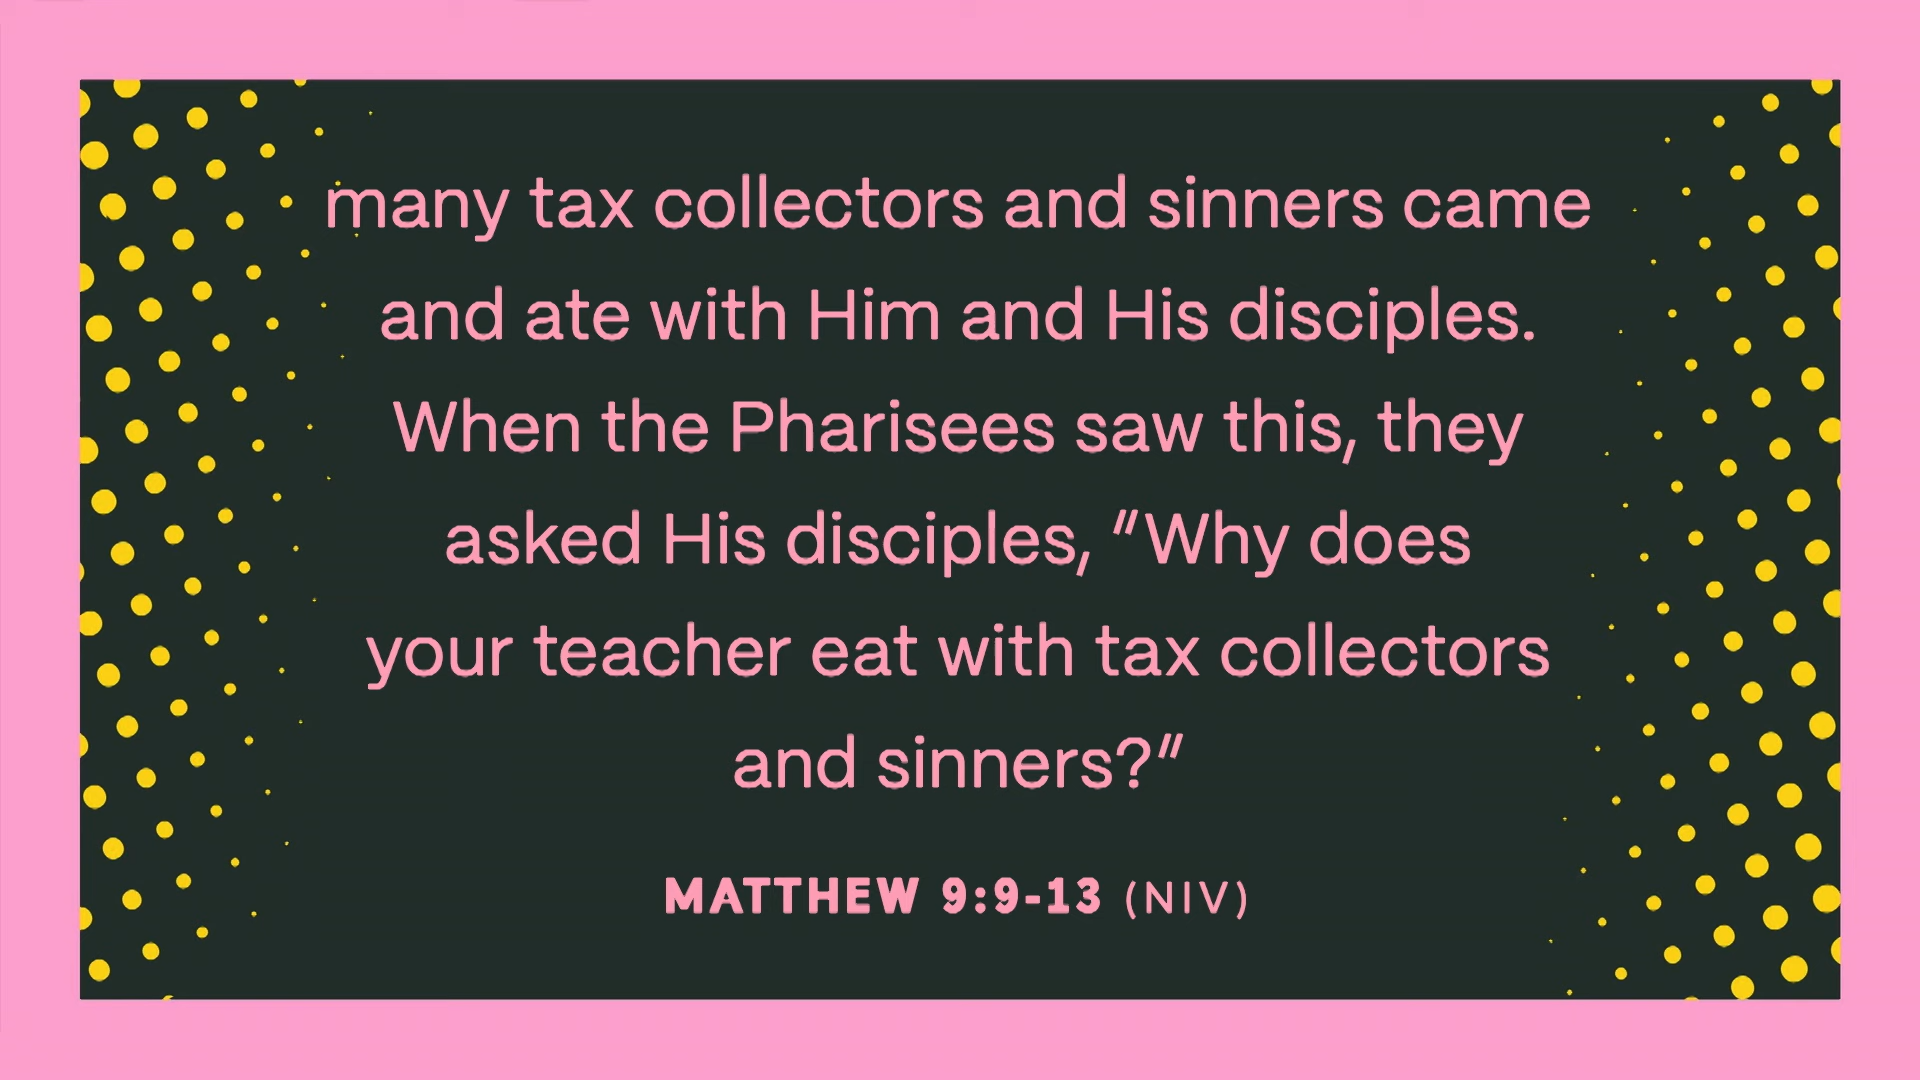 many tax collectors and sinners came
and ate with Him and His disciples.
When the Pharisees saw this, they
asked His disciples, “Why does
your teacher eat with tax collectors
and sinners?”
MATTHEW 9:9-13 (NIV)